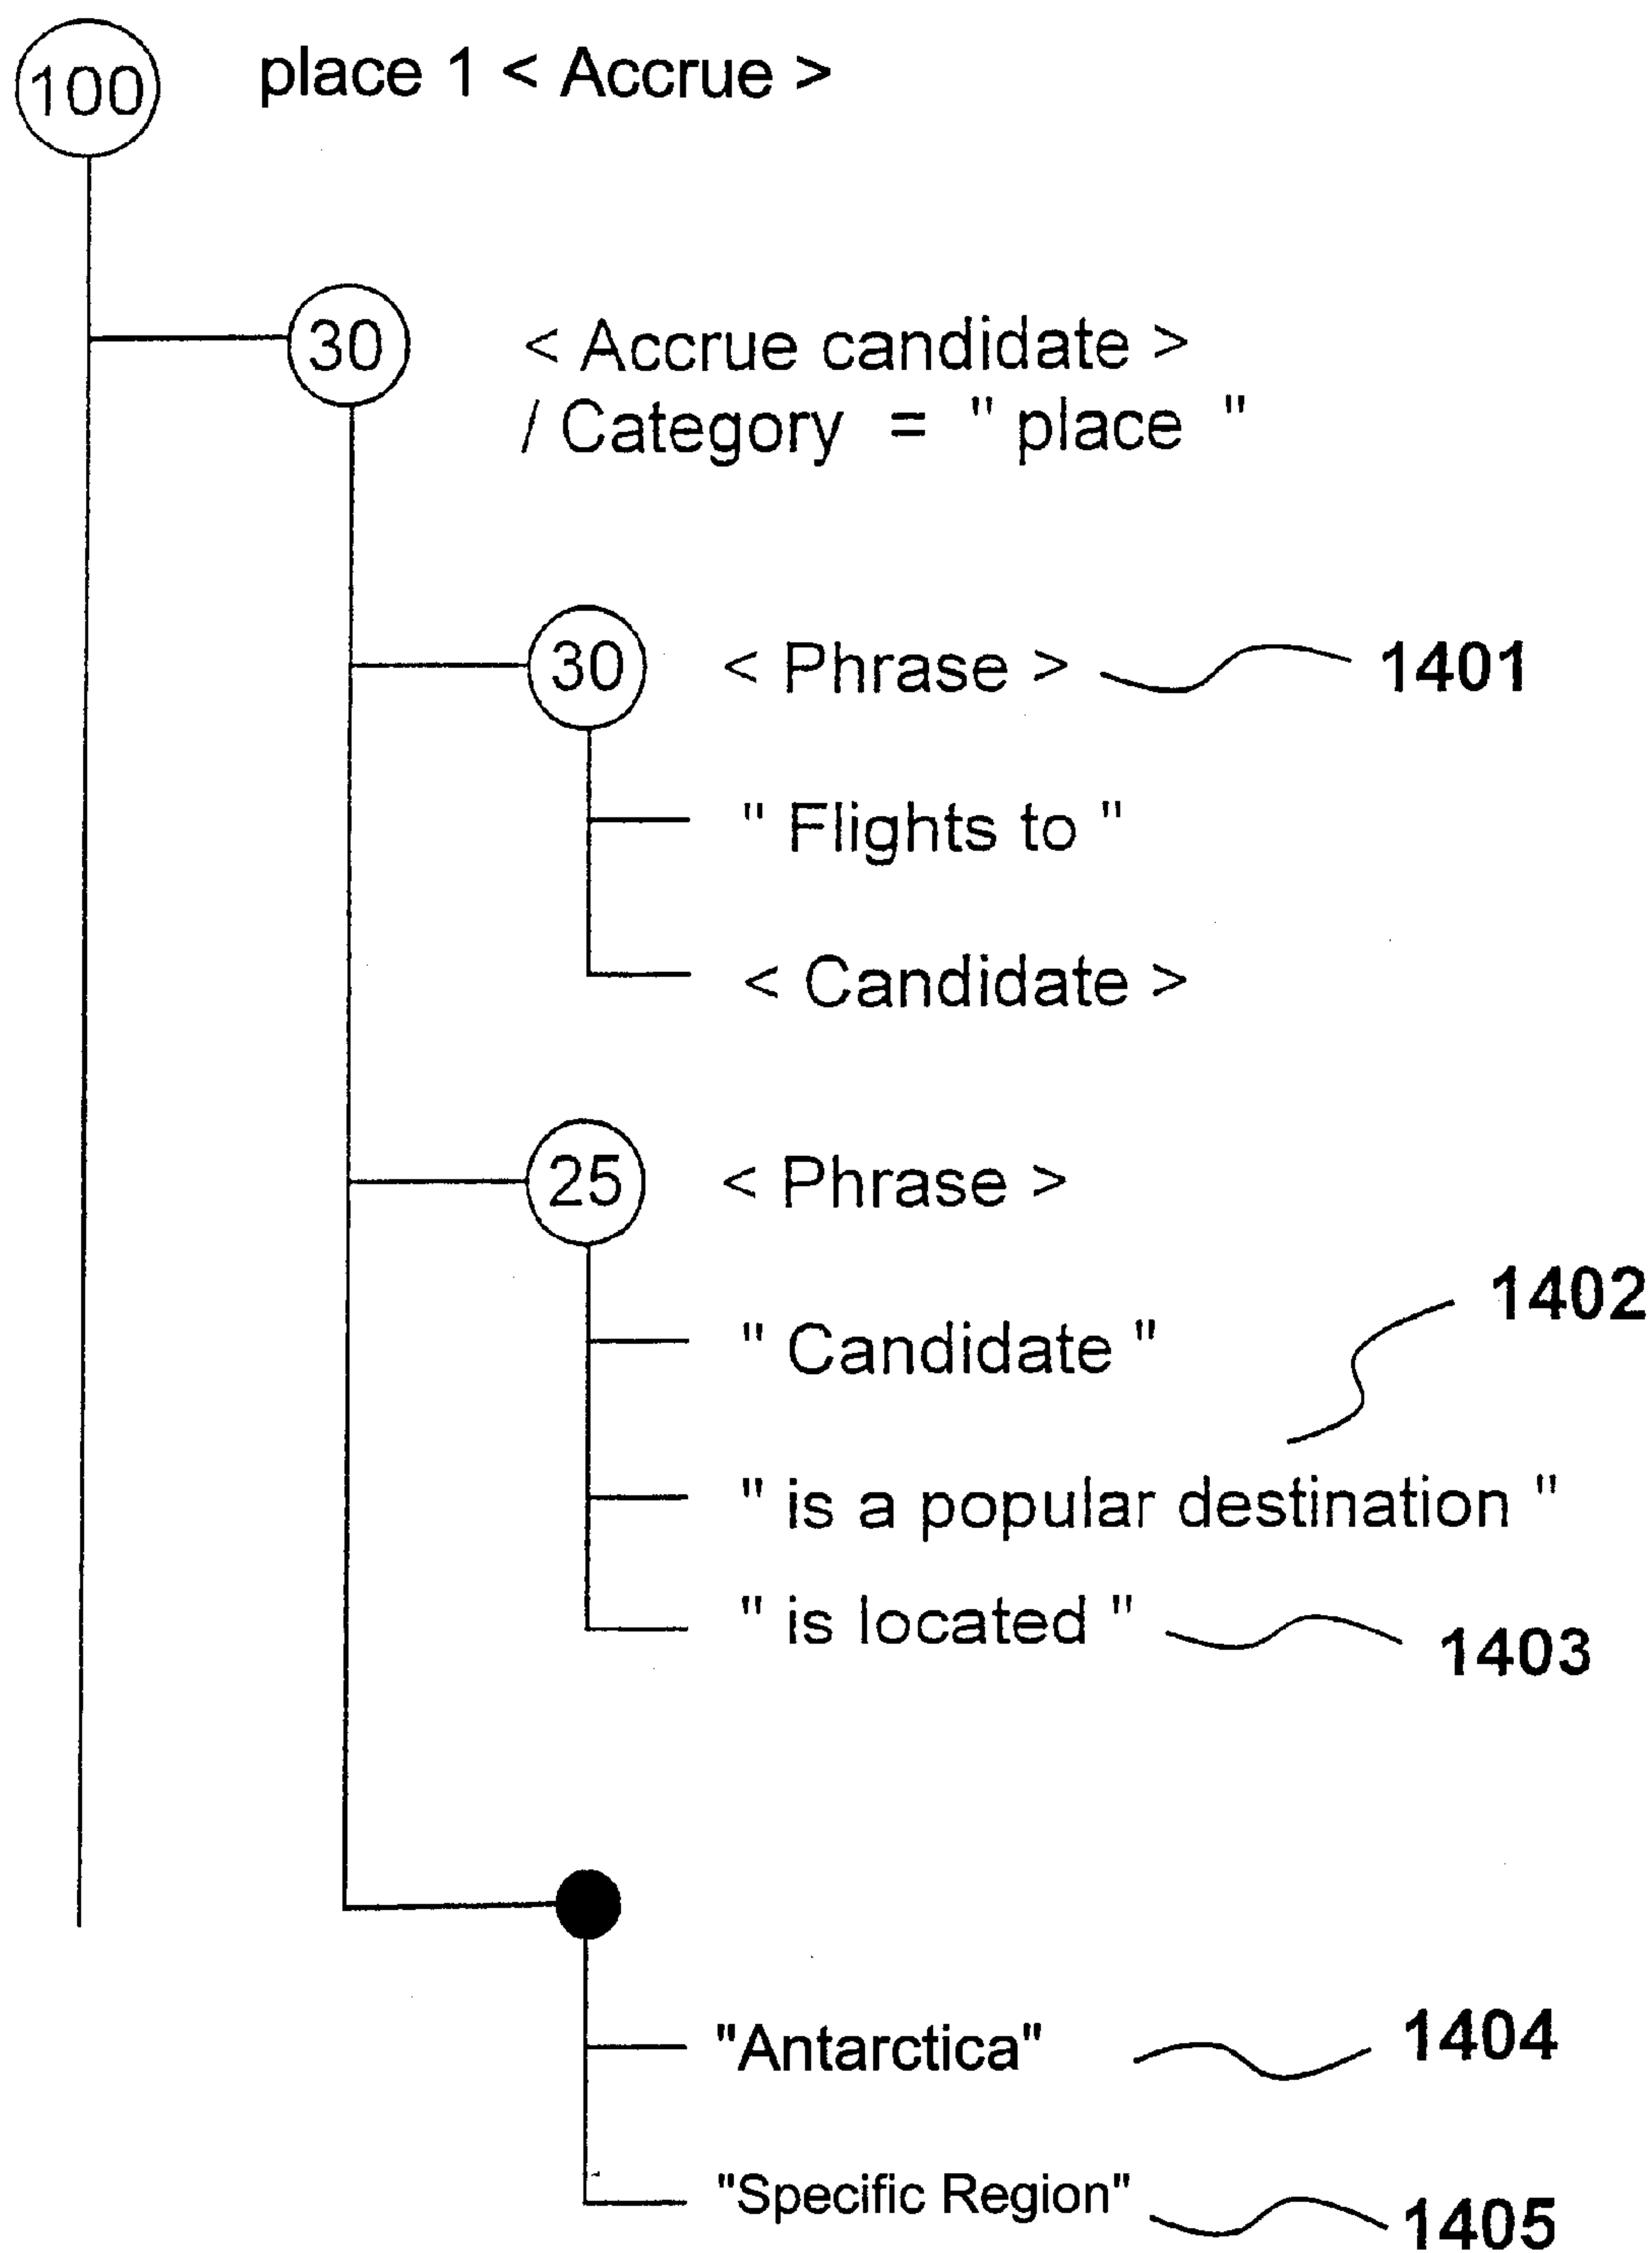 100 place 1 < Accrue >
30 < Accrue candidate >
/ Category = " place "
30 < Phrase > 1401
" Flights to "
< Candidate >
25 < Phrase >
1402
" Candidate "
" is a popular destination "
" is located " 1403
"Antarctica" 1404
"Specific Region" 1405